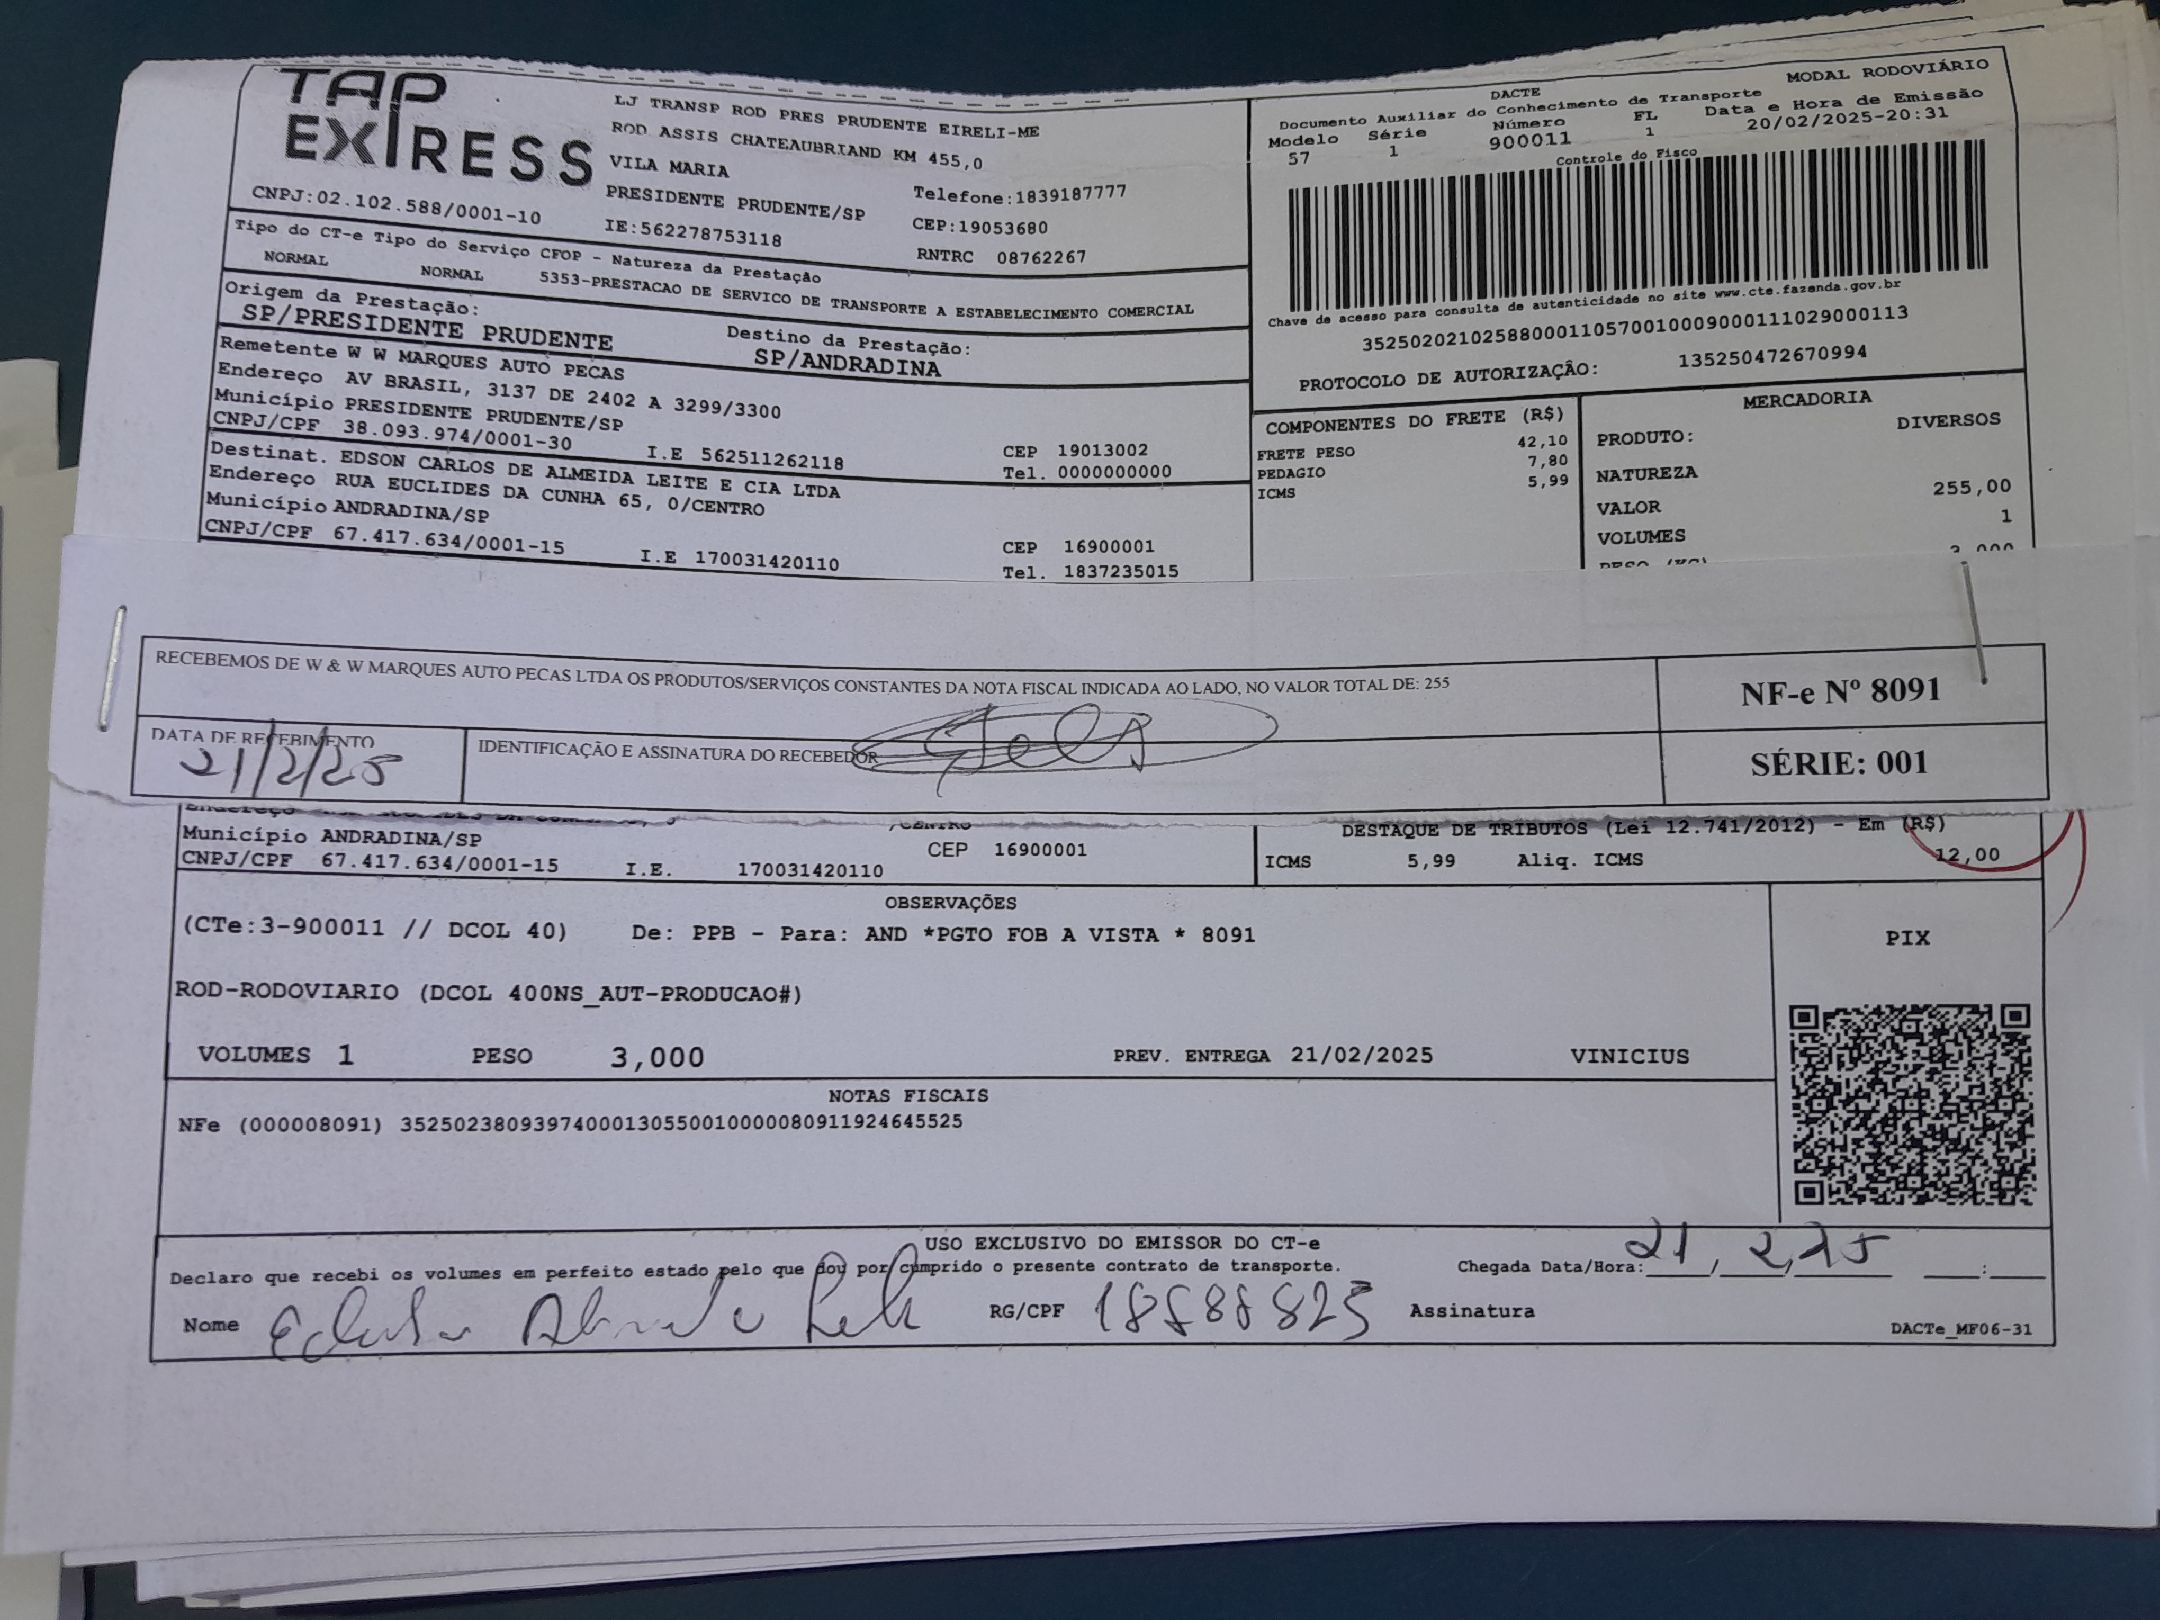 TAP
EXPRESS
LJ TRANSP ROD PRES PRUDENTE EIRELI-ME
ROD ASSIS CHATEAUBRIAND KM 455,0
VILA MARIA
PRESIDENTE PRUDENTE/SP
Telefone:1839187777
CNPJ:02.102.588/0001-10
IE:562278753118
CEP:19053680
RNTRC 08762267
Tipo do CT-e Tipo do Serviço CFOP - Natureza da Prestação
NORMAL NORMAL 5353-PRESTACAO DE SERVICO DE TRANSPORTE A ESTABELECIMENTO COMERCIAL
Origem da Prestação:
SP/PRESIDENTE PRUDENTE
Destino da Prestação:
SP/ANDRADINA
Remetente W W MARQUES AUTO PECAS
Endereço AV BRASIL, 3137 DE 2402 A 3299/3300
Município PRESIDENTE PRUDENTE/SP
CEP 19013002
CNPJ/CPF 38.093.974/0001-30 I.E 562511262118
Tel. 0000000000
Destinat. EDSON CARLOS DE ALMEIDA LEITE E CIA LTDA
Endereço RUA EUCLIDES DA CUNHA 65, 0/CENTRO
Município ANDRADINA/SP
CEP 16900001
CNPJ/CPF 67.417.634/0001-15 I.E 170031420110
Tel. 1837235015
DACTE
MODAL RODOVIÁRIO
Documento Auxiliar do Conhecimento de Transporte
Modelo Série Número FL Data e Hora de Emissão
57 1 900011 1 20/02/2025-20:31
Controle do Fisco
Chave de acesso para consulta de autenticidade no site www.cte.fazenda.gov.br
35250202102588000110570010009000111029000113
PROTOCOLO DE AUTORIZAÇÂO: 135250472670994
COMPONENTES DO FRETE (R$)
FRETE PESO 42,10
PEDAGIO 7,80
ICMS 5,99
MERCADORIA
PRODUTO: DIVERSOS
NATUREZA
VALOR 255,00
VOLUMES 1
RECEBEMOS DE W & W MARQUES AUTO PECAS LTDA OS PRODUTOS/SERVIÇOS CONSTANTES DA NOTA FISCAL INDICADA AO LADO, NO VALOR TOTAL DE: 255
NF-e Nº 8091
DATA DE RECEBIMENTO
21/2/25
IDENTIFICAÇÃO E ASSINATURA DO RECEBEDOR
SÉRIE: 001
Município ANDRADINA/SP
CEP 16900001
CNPJ/CPF 67.417.634/0001-15 I.E. 170031420110
DESTAQUE DE TRIBUTOS (Lei 12.741/2012) - Em (R$)
ICMS 5,99 Aliq. ICMS 12,00
OBSERVAÇÕES
(CTe:3-900011 // DCOL 40) De: PPB - Para: AND *PGTO FOB A VISTA * 8091
PIX
ROD-RODOVIARIO (DCOL 400NS_AUT-PRODUCAO#)
VOLUMES 1 PESO 3,000 PREV. ENTREGA 21/02/2025 VINICIUS
NOTAS FISCAIS
NFe (000008091) 35250238093974000130550010000080911924645525
USO EXCLUSIVO DO EMISSOR DO CT-e
Declaro que recebi os volumes em perfeito estado pelo que dou por cumprido o presente contrato de transporte.
Chegada Data/Hora: 21/2/25 :
Nome
RG/CPF 18888825 Assinatura
DACTe_MF06-31